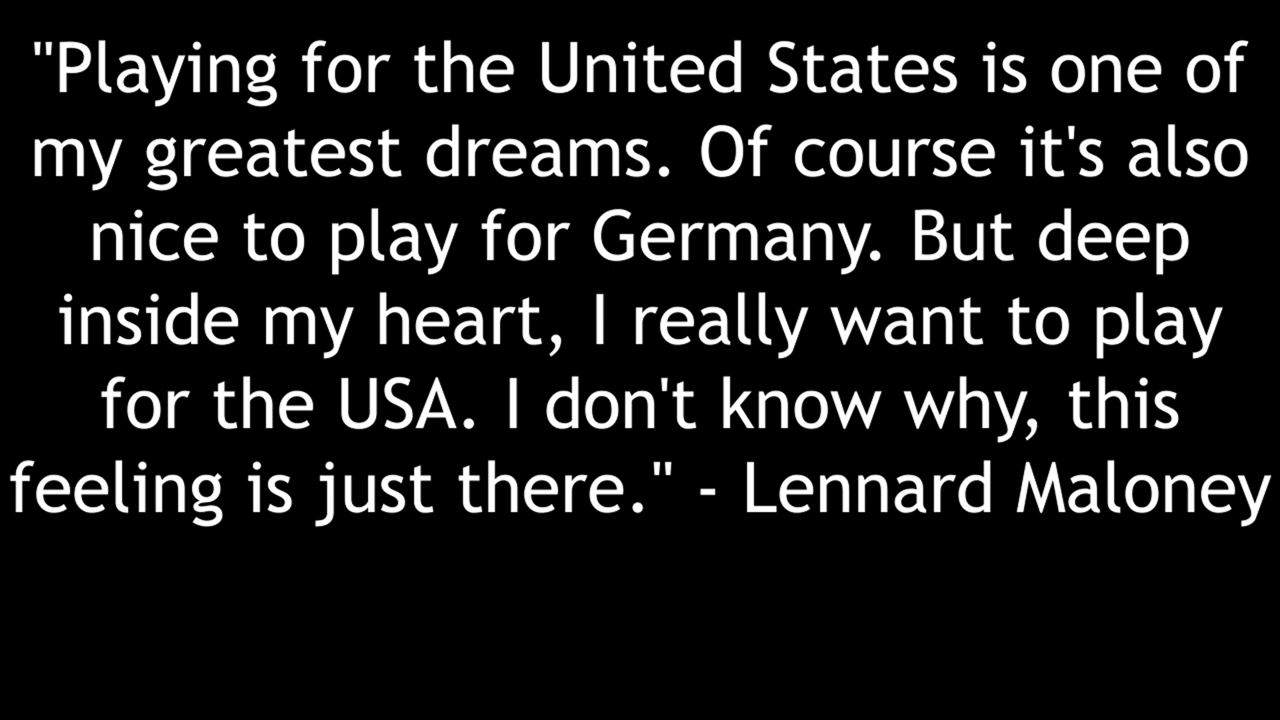 "Playing for the United States is one of
my greatest dreams. Of course it's also
nice to play for Germany. But deep
inside my heart, I really want to play
for the USA. I don't know why, this
feeling is just there." - Lennard Maloney